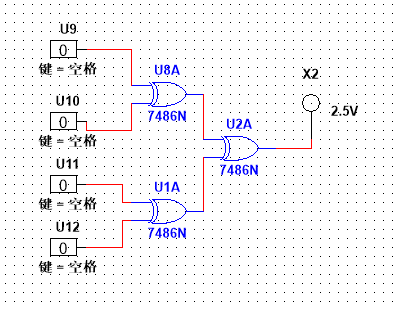 U9
0
键 = 空格
U8A
7486N
U10
0
键 = 空格
X2
2.5V
U2A
7486N
U11
0
键 = 空格
U1A
7486N
U12
0
键 = 空格